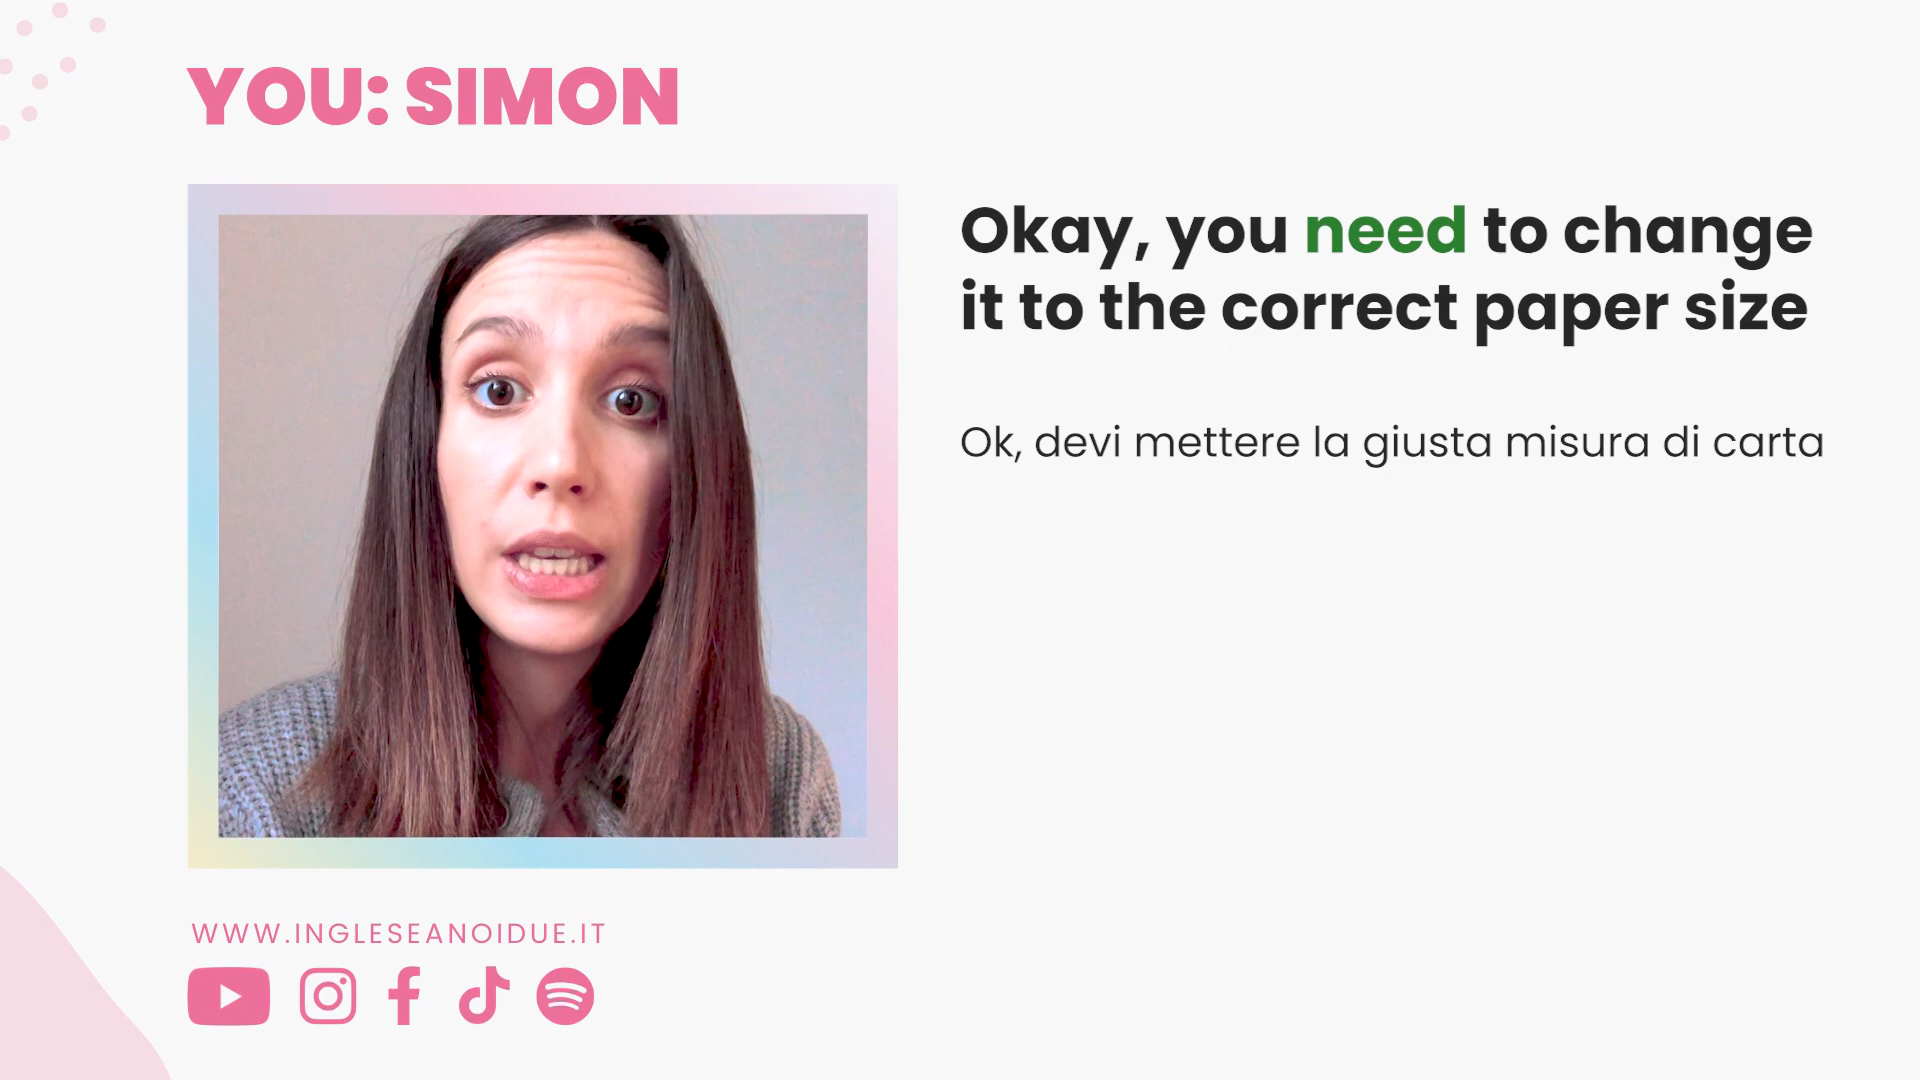 YOU: SIMON
Okay, you need to change
it to the correct paper size
Ok, devi mettere la giusta misura di carta
WWW.INGLESEANOIDUE.IT